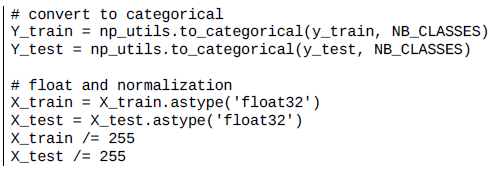 # convert to categorical
Y_train = np_utils.to_categorical(y_train, NB_CLASSES)
Y_test = np_utils.to_categorical(y_test, NB_CLASSES)

# float and normalization
X_train = X_train.astype('float32')
X_test = X_test.astype('float32')
X_train /= 255
X_test /= 255